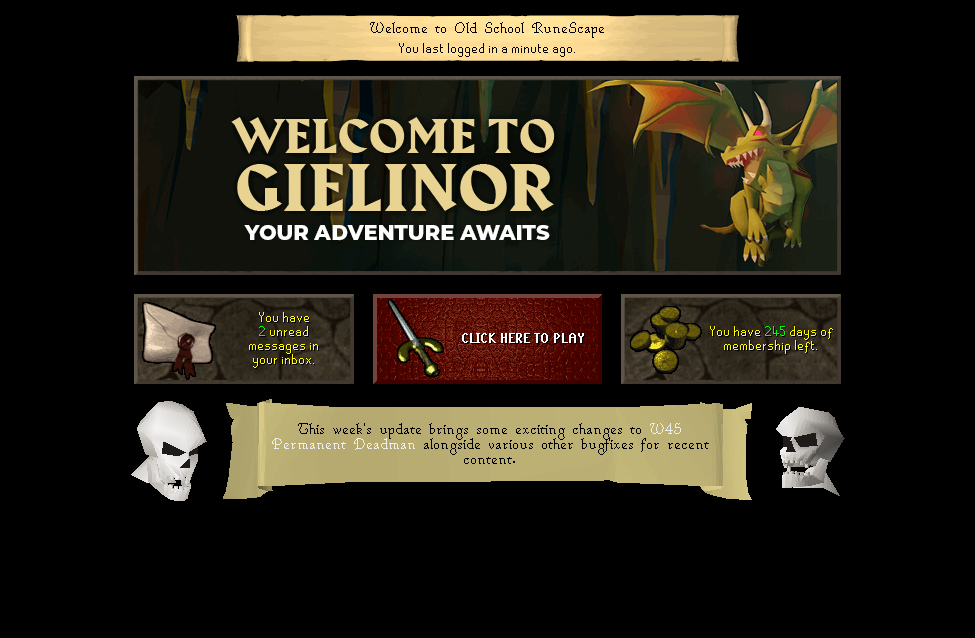 Welcome to Old School RuneScape
You last logged in a minute ago.
WELCOME TO
GIELINOR
YOUR ADVENTURE AWAITS
You have
2 unread
messages in
your inbox.
CLICK HERE TO PLAY
You have 245 days of
membership left.
This week's update brings some exciting changes to W45
Permanent Deadman alongside various other bugfixes for recent
content.